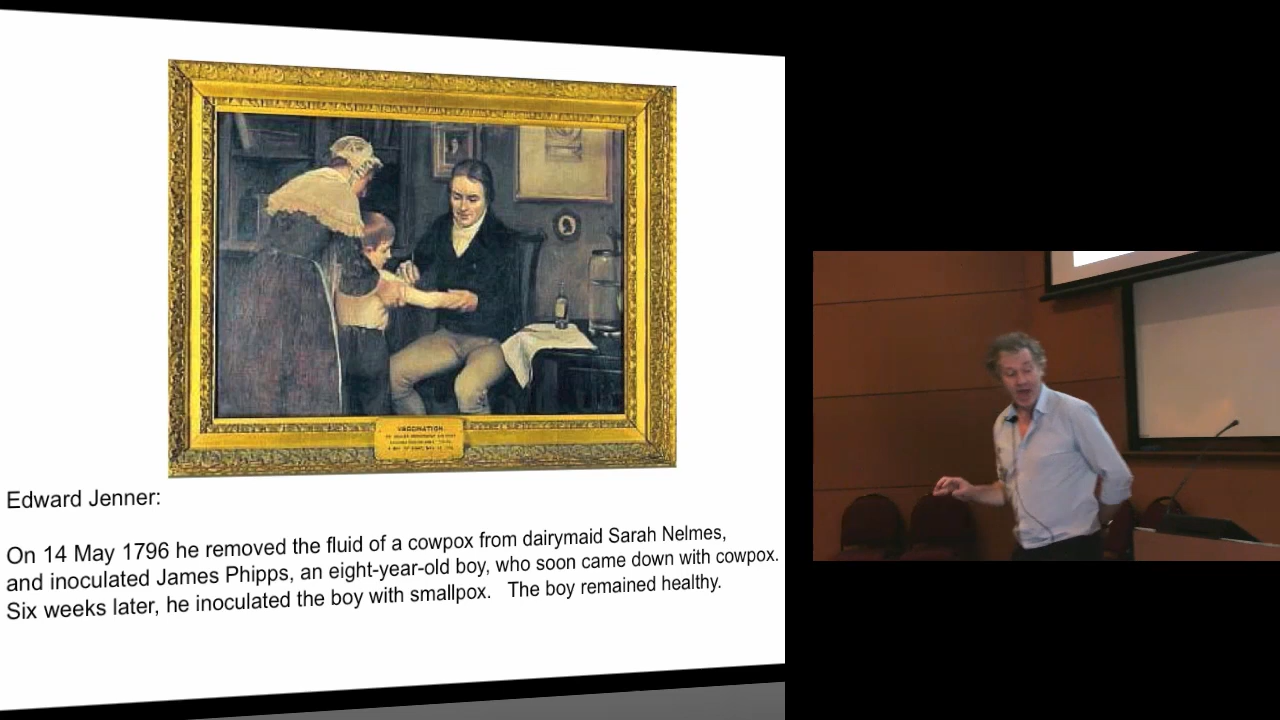 VACCINATION
Edward Jenner:
On 14 May 1796 he removed the fluid of a cowpox from dairymaid Sarah Nelmes,
and inoculated James Phipps, an eight-year-old boy, who soon came down with cowpox.
Six weeks later, he inoculated the boy with smallpox. The boy remained healthy.